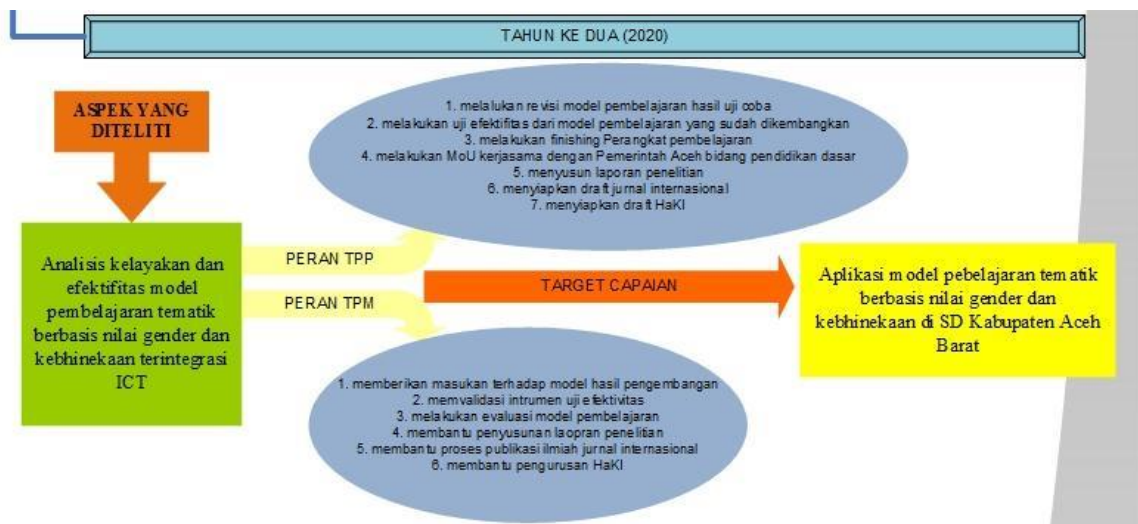 TAHUN KE DUA (2020)
ASPEK YANG
DITELITI
1. melalukan revisi model pembelajaran hasil uji coba
2. melakukan uji efektifitas dari model pembelajaran yang sudah dikembangkan
3. melakukan finishing Perangkat pembelajaran
4. melakukan MoU kerjasama dengan Pemerintah Aceh bidang pendidikan dasar
5. menyusun laporan penelitian
6. menyiapkan draft jurnal internasional
7. menyiapkan draft HaKI
Analisis kelayakan dan
efektifitas model
pembelajaran tematik
berbasis nilai gender dan
kebhinekaan terintegrasi
ICT
PERAN TPP
PERAN TPM
TARGET CAPAIAN
Aplikasi model pebelajaran tematik
berbasis nilai gender dan
kebhinekaan di SD Kabupaten Aceh
Barat
1. memberikan masukan terhadap model hasil pengembangan
2. memvalidasi intrumen uji efektivitas
3. melakukan evaluasi model pembelajaran
4. membantu penyusunan laopran penelitian
5. membantu proses publikasi ilmiah jurnal internasional
6. membantu pengurusan HaKI